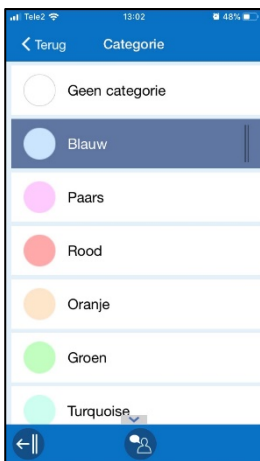 Tele2 13:02 48%
Terug Categorie
Geen categorie
Blauw
Paars
Rood
Oranje
Groen
Turquoise